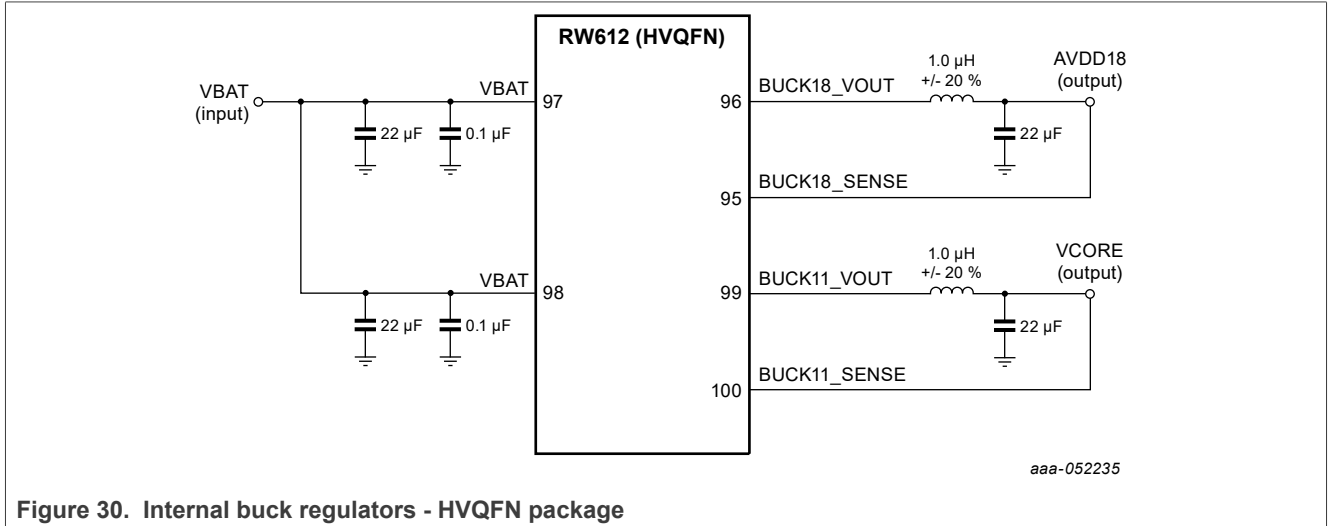 RW612 (HVQFN)
VBAT
(input)
VBAT
97
22 µF
0.1 µF
VBAT
98
22 µF
0.1 µF
96
BUCK18_VOUT
1.0 µH
+/- 20 %
AVDD18
(output)
22 µF
95
BUCK18_SENSE
99
BUCK11_VOUT
1.0 µH
+/- 20 %
VCORE
(output)
22 µF
100
BUCK11_SENSE
aaa-052235
Figure 30. Internal buck regulators - HVQFN package